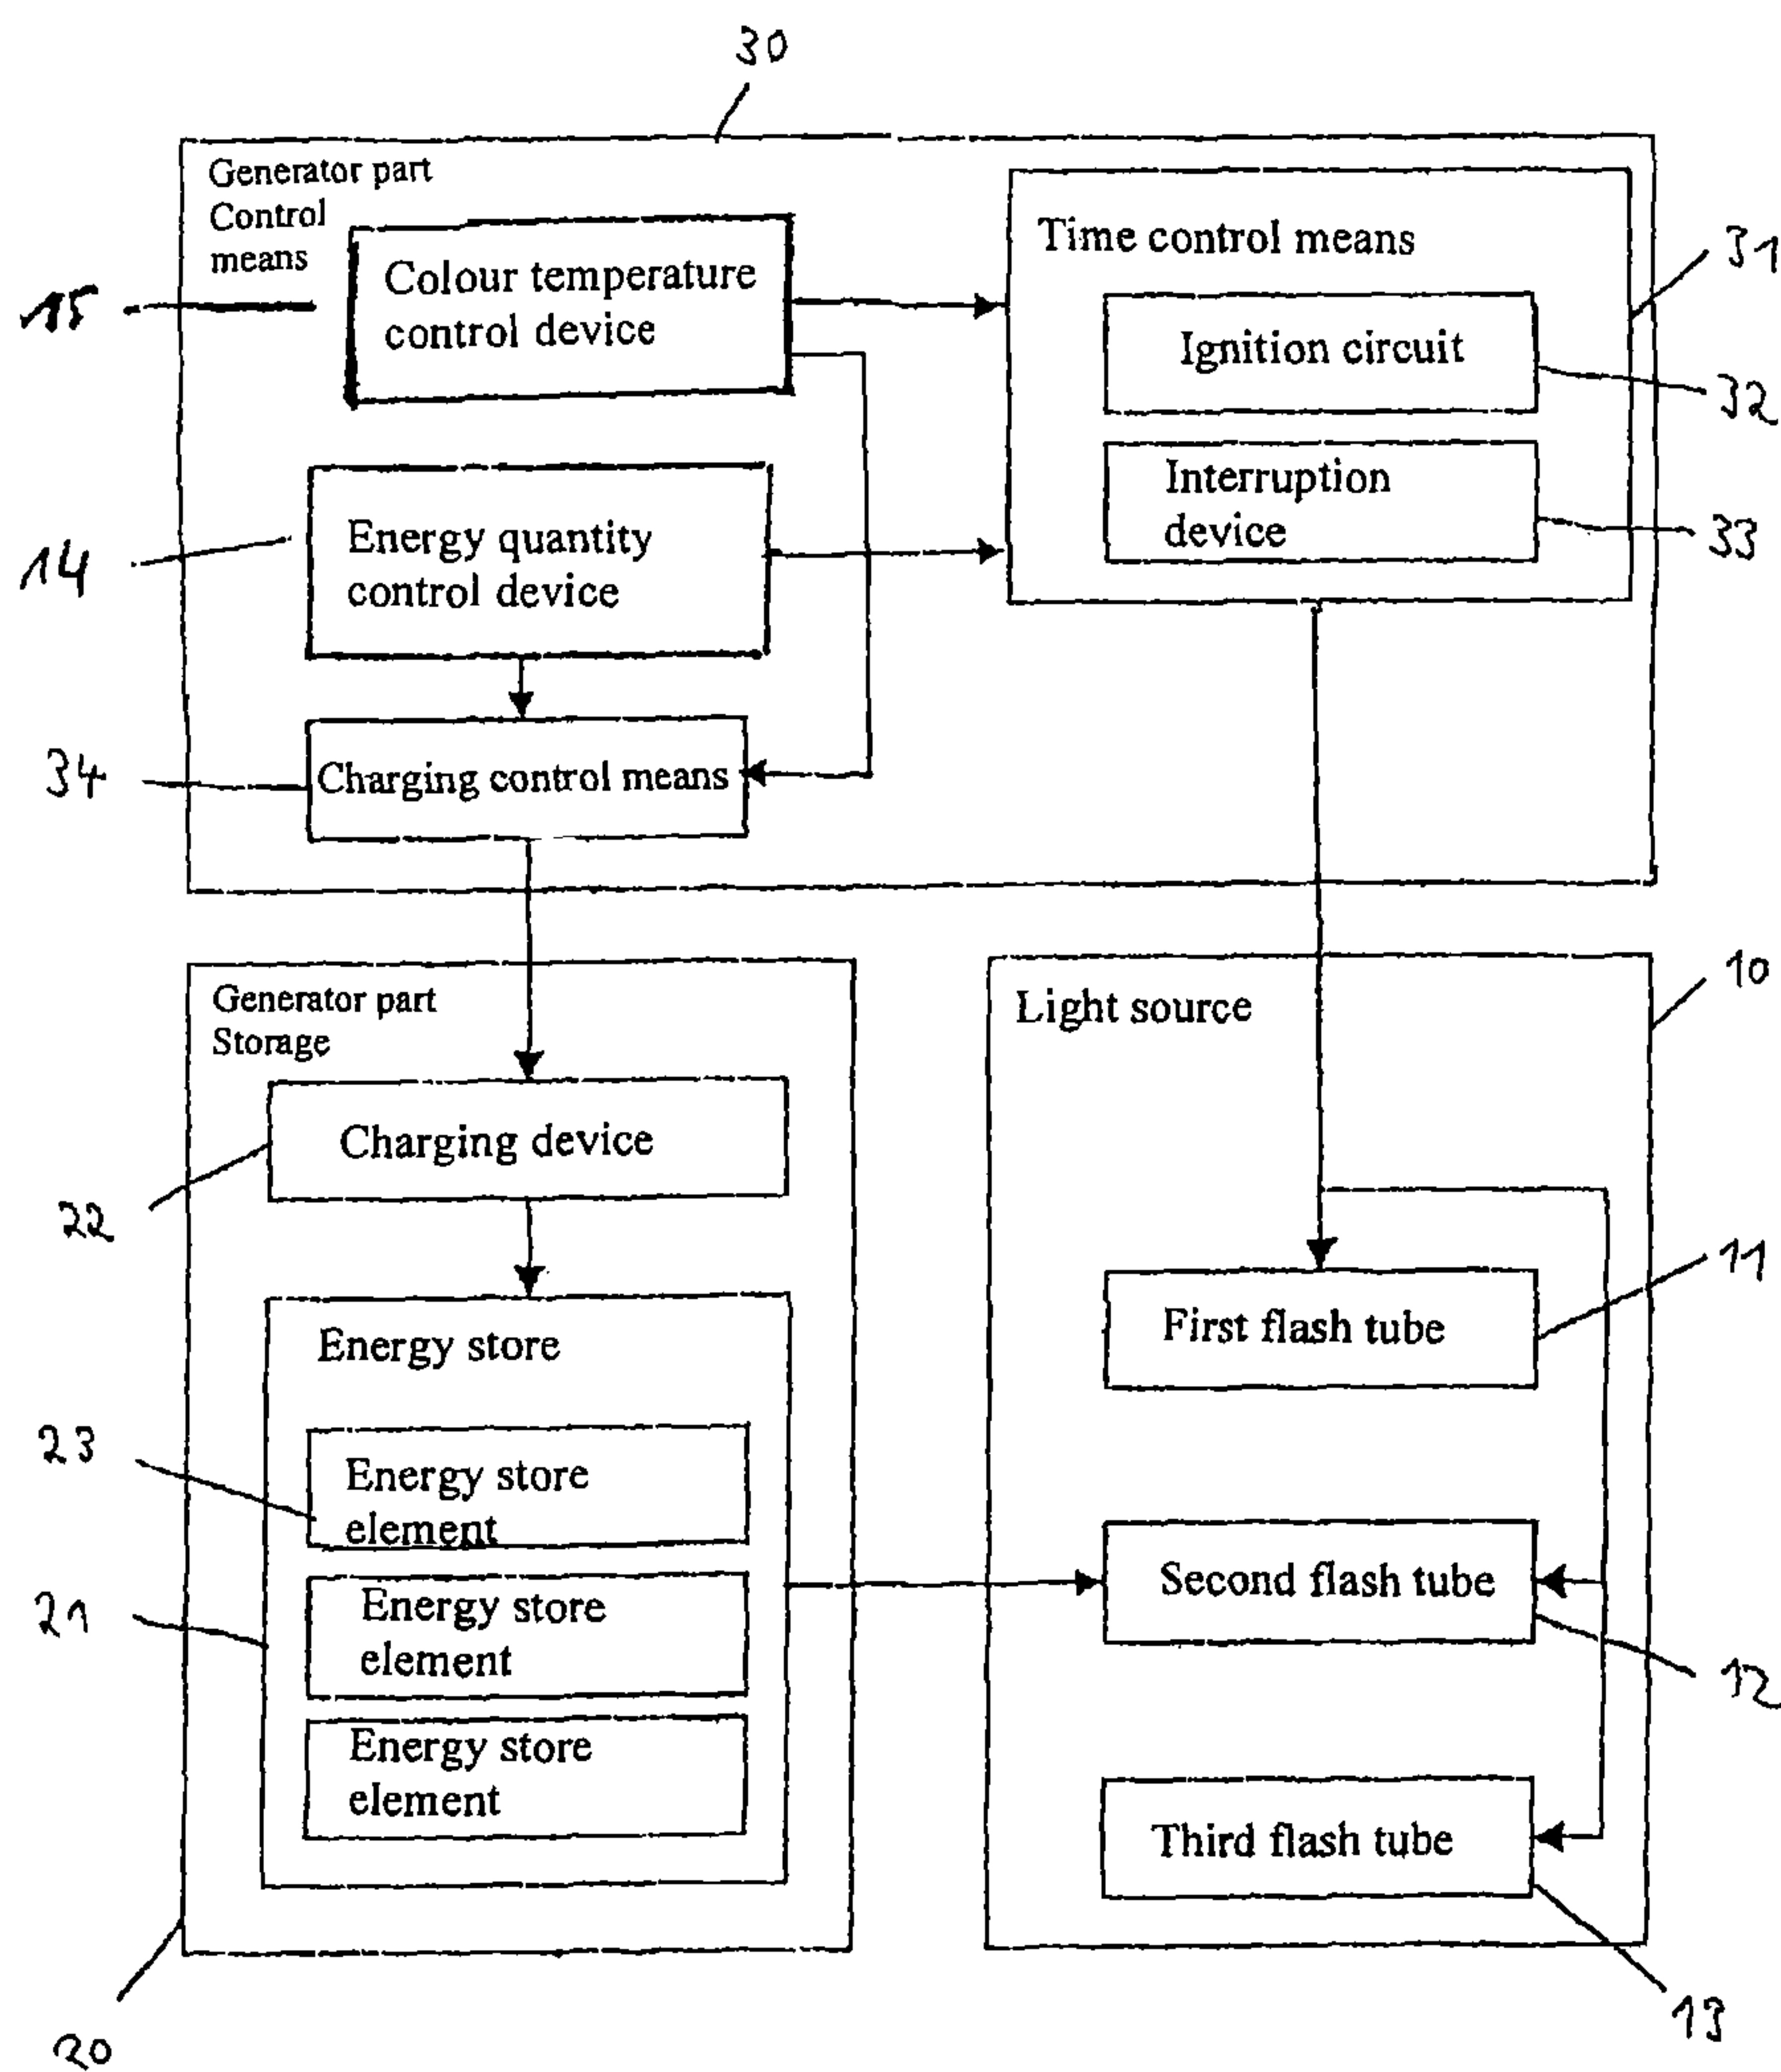 30
Generator part
Control
means
15
Colour temperature
control device
Time control means
31
Ignition circuit
32
Interruption
device
33
14
Energy quantity
control device
34
Charging control means
Generator part
Storage
Light source
10
Charging device
22
First flash tube
11
Energy store
23
Energy store
element
21
Energy store
element
Second flash tube
12
Energy store
element
Third flash tube
13
20